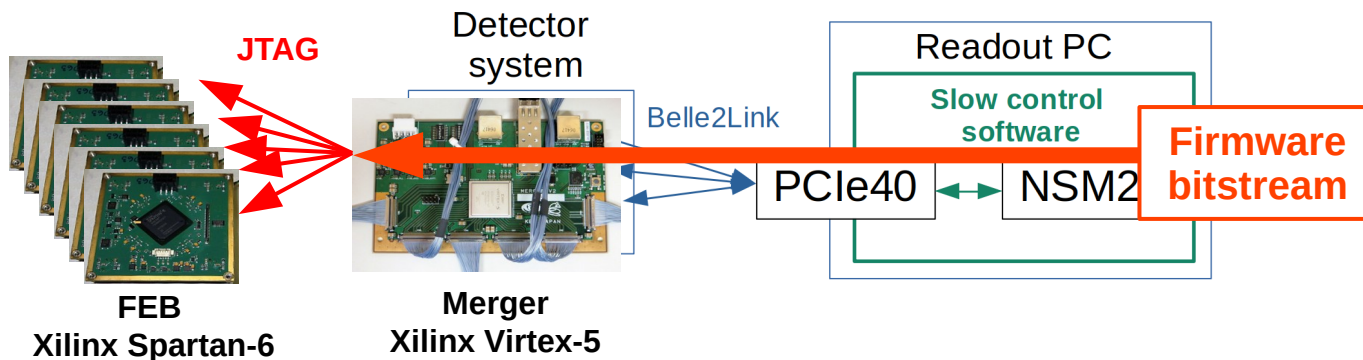 JTAG
Detector
system
Readout PC
Slow control
software
Belle2Link
Firmware
bitstream
PCIe40
NSM2
FEB
Xilinx Spartan-6
Merger
Xilinx Virtex-5